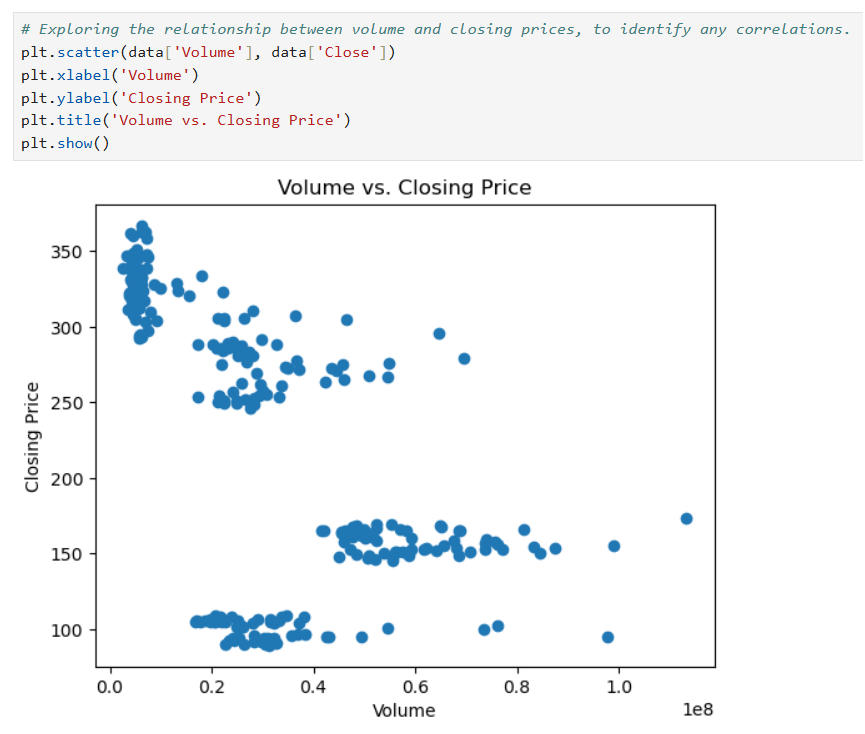 # Exploring the relationship between volume and closing prices, to identify any correlations.
plt.scatter(data['Volume'], data['Close'])
plt.xlabel('Volume')
plt.ylabel('Closing Price')
plt.title('Volume vs. Closing Price')
plt.show()
Volume vs. Closing Price
350
300
250
200
150
100
Closing Price
0.0 0.2 0.4 0.6 0.8 1.0
1e8
Volume